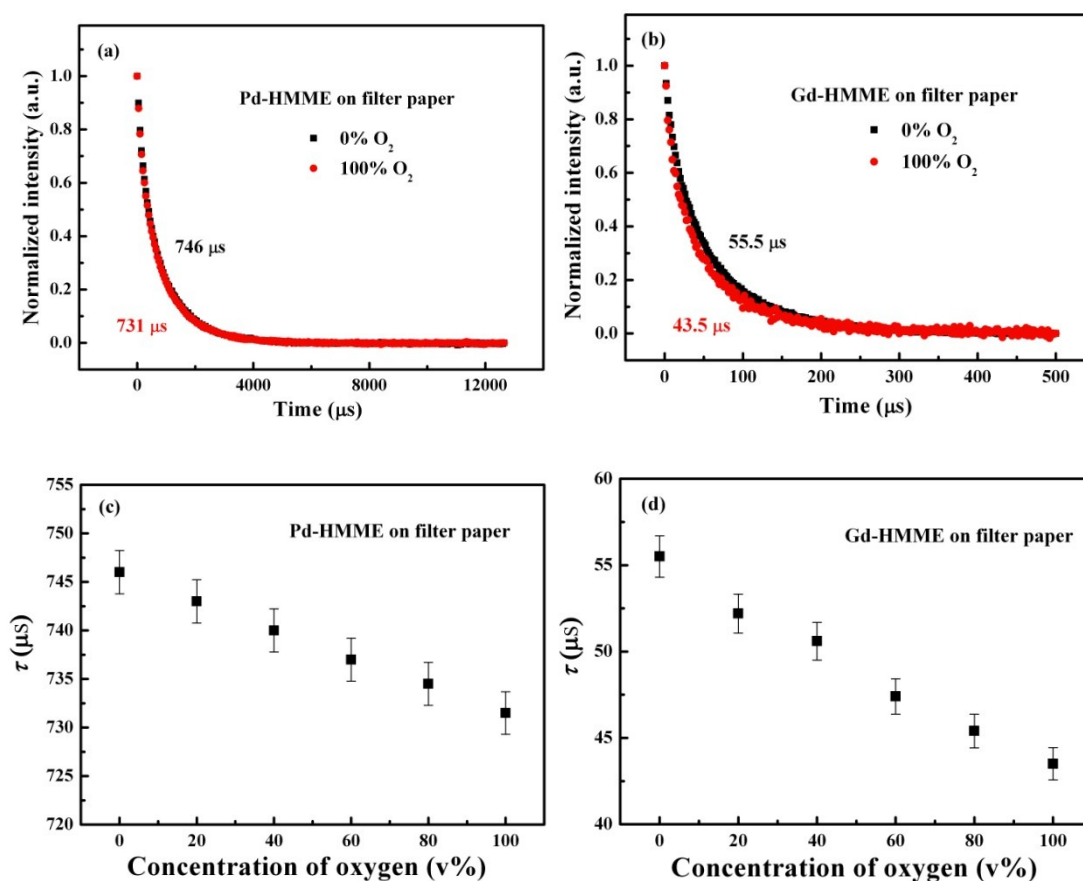 (a)
Pd-HMME on filter paper
0% O₂
100% O₂
746 μs
731 μs
Normalized intensity (a.u.)
1.0
0.8
0.6
0.4
0.2
0.0
0 4000 8000 12000
Time (μs)
(b)
Gd-HMME on filter paper
0% O₂
100% O₂
55.5 μs
43.5 μs
Normalized intensity (a.u.)
1.0
0.8
0.6
0.4
0.2
0.0
0 100 200 300 400 500
Time (μs)
(c)
Pd-HMME on filter paper
τ (μs)
755
750
745
740
735
730
725
720
0 20 40 60 80 100
Concentration of oxygen (v%)
(d)
Gd-HMME on filter paper
τ (μs)
60
55
50
45
40
0 20 40 60 80 100
Concentration of oxygen (v%)